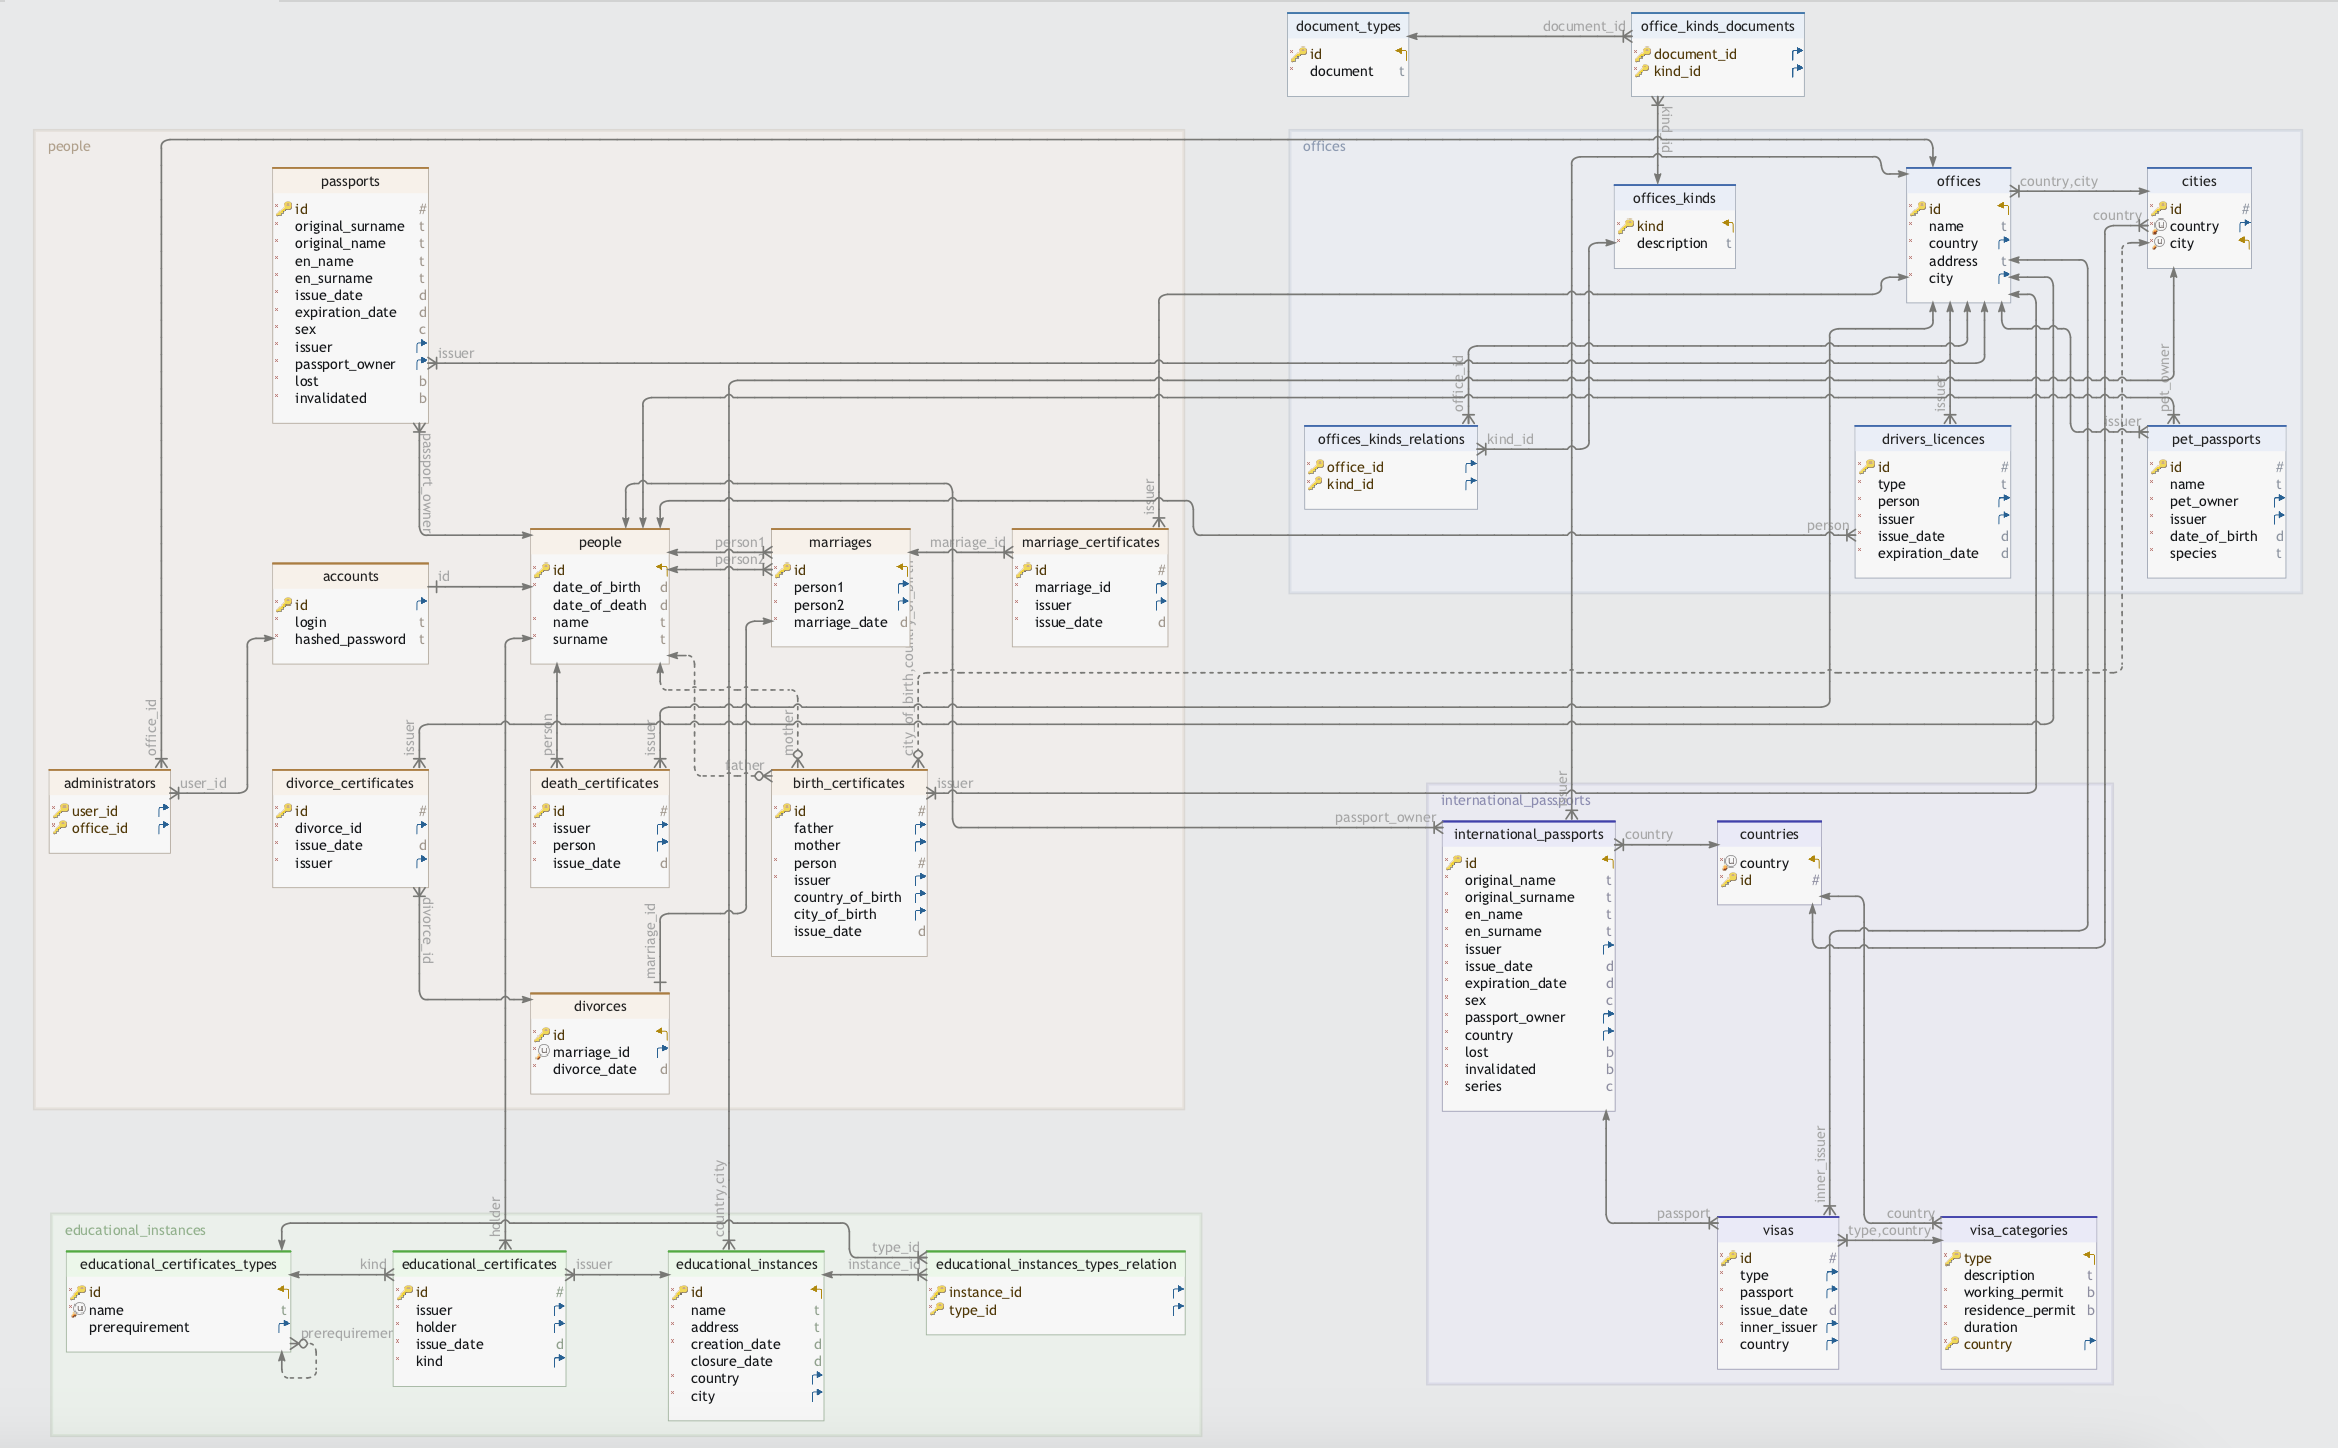 document_types
id
document t
document_id
office_kinds_documents
document_id
kind_id
kind_id
people
passports
id #
original_surname t
original_name t
en_name t
en_surname t
issue_date d
expiration_date d
sex c
issuer
passport_owner
lost b
invalidated b
issuer
passport_owner
accounts
id
login t
hashed_password t
id
people
id
date_of_birth d
date_of_death d
name t
surname t
person1
person2
marriages
id
person1
person2
marriage_date d
marriage_id
marriage_certificates
id #
marriage_id
issuer
issue_date d
issuer
office_id
administrators
user_id
office_id
user_id
issuer
divorce_certificates
id #
divorce_id
issue_date d
issuer
divorce_id
person
issuer
death_certificates
id #
issuer
person
issue_date d
mother
father
birth_certificates
id #
father
mother
person #
issuer
country_of_birth
city_of_birth
issue_date d
issuer
marriage_id
divorces
id
marriage_id
divorce_date d
offices
offices_kinds
kind
description t
offices
id
name t
country
address t
city
country,city
country
cities
id #
country
city
office_id
offices_kinds_relations
office_id
kind_id
kind_id
issuer
drivers_licences
id #
type t
person
issuer
issue_date d
expiration_date d
person
pet_owner
issuer
pet_passports
id #
name t
pet_owner
issuer
date_of_birth d
species t
international_passports
issuer
passport_owner
international_passports
id
original_name t
original_surname t
en_name t
en_surname t
issuer
issue_date d
expiration_date d
sex c
passport_owner
country
lost b
invalidated b
series c
country
countries
country
id #
passport
inner_issuer
visas
id #
type
passport
issue_date d
inner_issuer
country
country
type,country
visa_categories
type
description t
working_permit b
residence_permit b
duration
country
educational_instances
educational_certificates_types
id
name t
prerequirement
kind
holder
educational_certificates
id #
issuer
holder
issue_date d
kind
issuer
country,city
educational_instances
id
name t
address t
creation_date d
closure_date d
country
city
type_id
instance_id
educational_instances_types_relation
instance_id
type_id